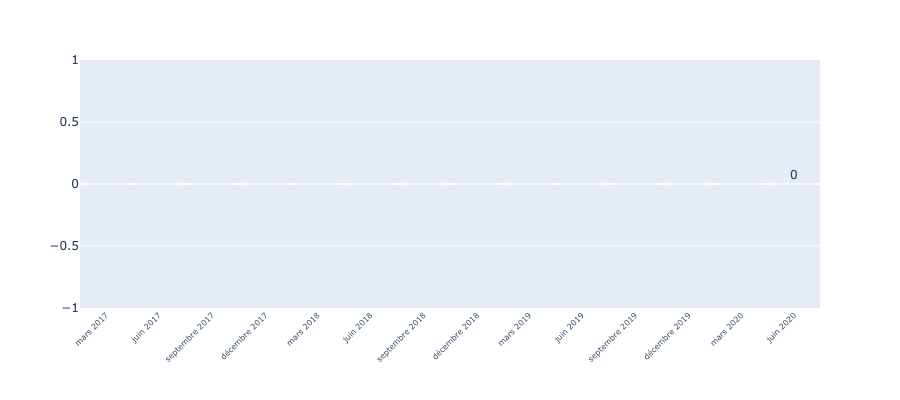 1
0.5
0
0
−0.5
−1
mars 2017
juin 2017
septembre 2017
décembre 2017
mars 2018
juin 2018
septembre 2018
décembre 2018
mars 2019
juin 2019
septembre 2019
décembre 2019
mars 2020
juin 2020